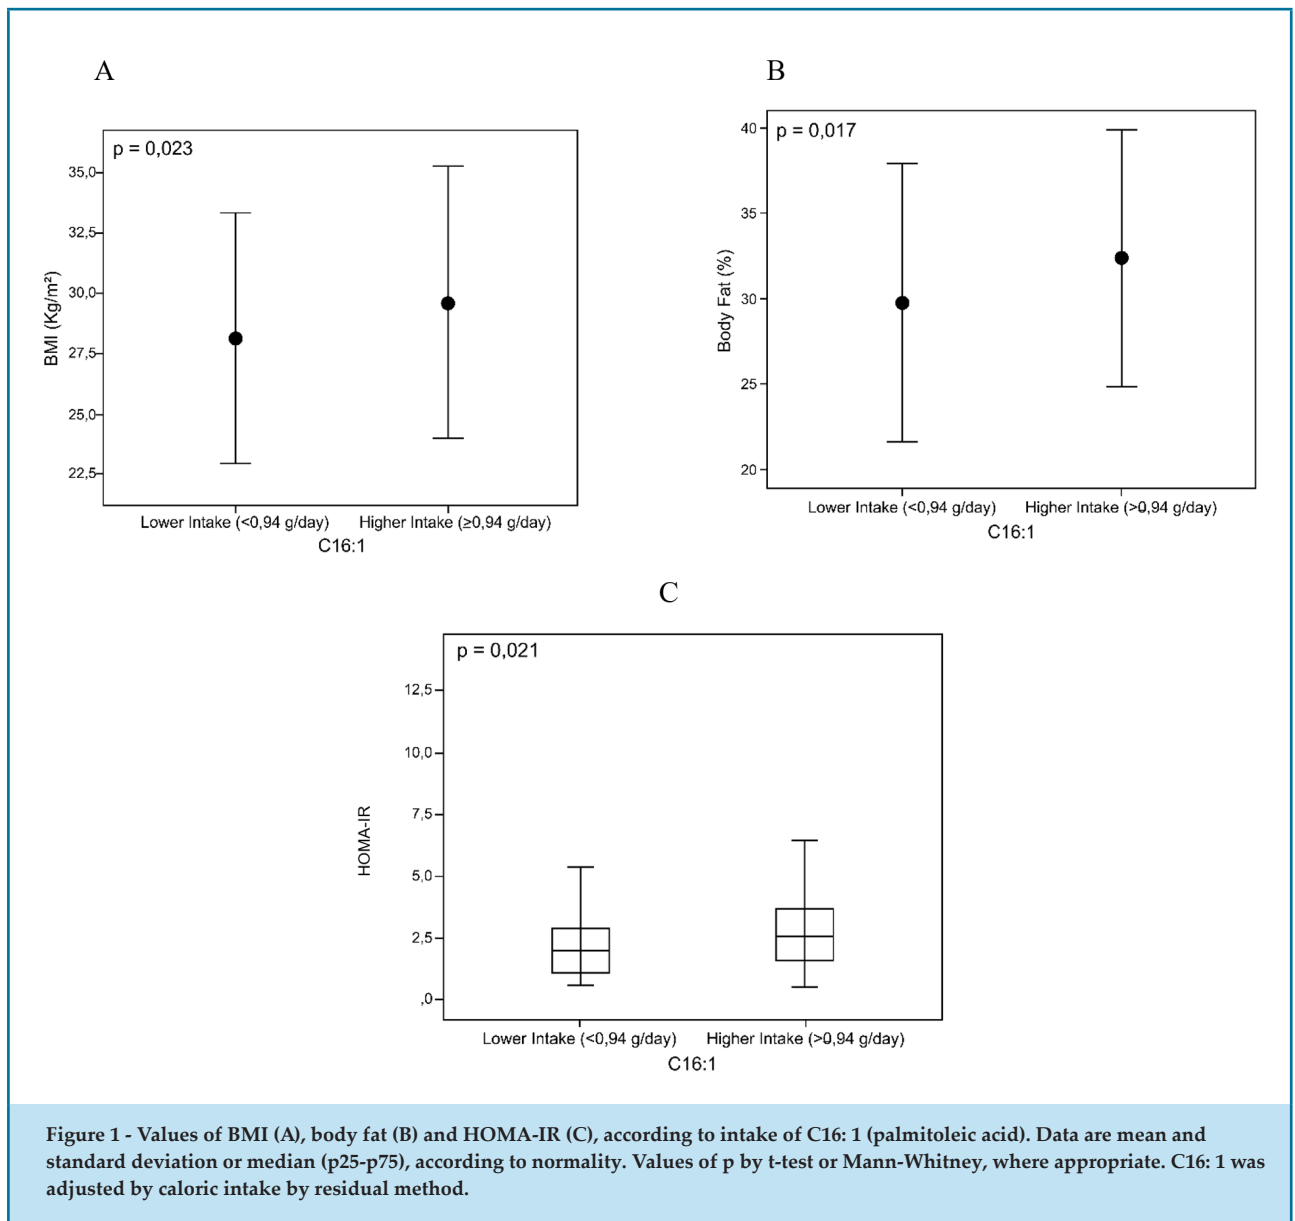 A
p = 0,023
35,0
32,5
30,0
27,5
25,0
22,5
BMI (Kg/m²)
Lower Intake (<0,94 g/day) Higher Intake (≥0,94 g/day)
C16:1
B
p = 0,017
40
35
30
25
20
Body Fat (%)
Lower Intake (<0,94 g/day) Higher Intake (>0,94 g/day)
C16:1
C
p = 0,021
12,5
10,0
7,5
5,0
2,5
,0
HOMA-IR
Lower Intake (<0,94 g/day) Higher Intake (>0,94 g/day)
C16:1
Figure 1 - Values of BMI (A), body fat (B) and HOMA-IR (C), according to intake of C16: 1 (palmitoleic acid). Data are mean and
standard deviation or median (p25-p75), according to normality. Values of p by t-test or Mann-Whitney, where appropriate. C16: 1 was
adjusted by caloric intake by residual method.